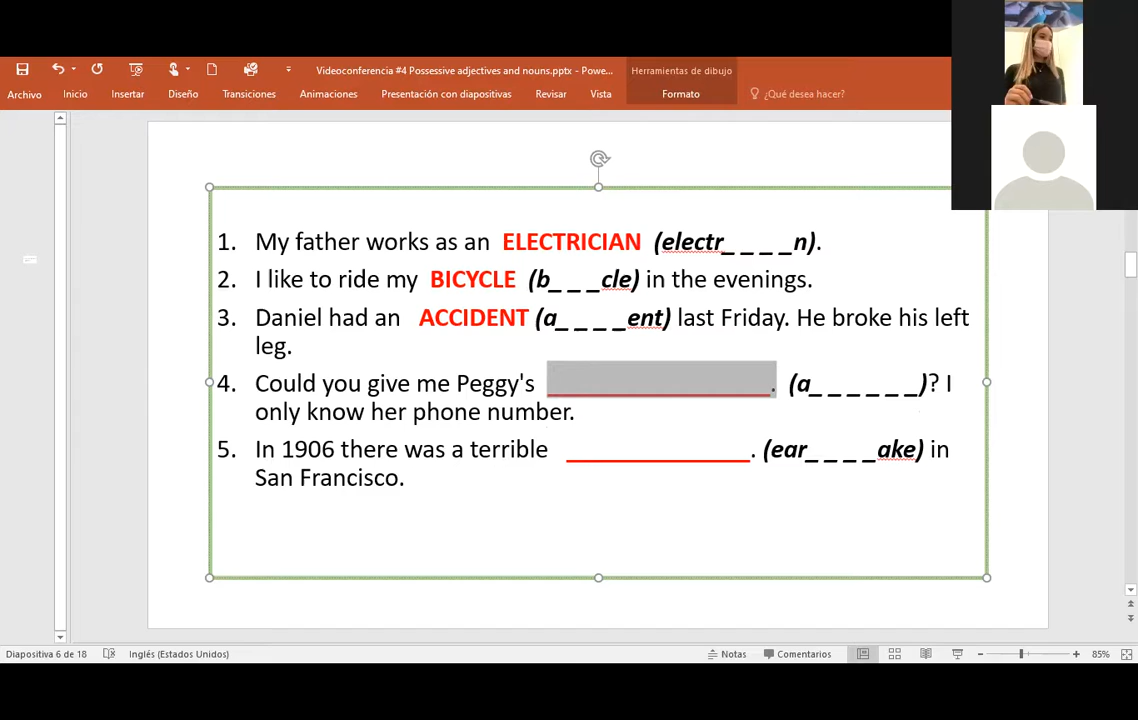 Videoconferencia #4 Possessive adjectives and nouns.pptx - Powe...
Herramientas de dibujo
Archivo Inicio Insertar Diseño Transiciones Animaciones Presentación con diapositivas Revisar Vista Formato ¿Qué desea hacer?
1. My father works as an ELECTRICIAN (electr_ _ _ _n).
2. I like to ride my BICYCLE (b_ _ _cle) in the evenings.
3. Daniel had an ACCIDENT (a_ _ _ _ent) last Friday. He broke his left
leg.
4. Could you give me Peggy's ____________________. (a_ _ _ _ _ _)? I
only know her phone number.
5. In 1906 there was a terrible ________________. (ear_ _ _ _ake) in
San Francisco.
Diapositiva 6 de 18 Inglés (Estados Unidos) Notas Comentarios 85%